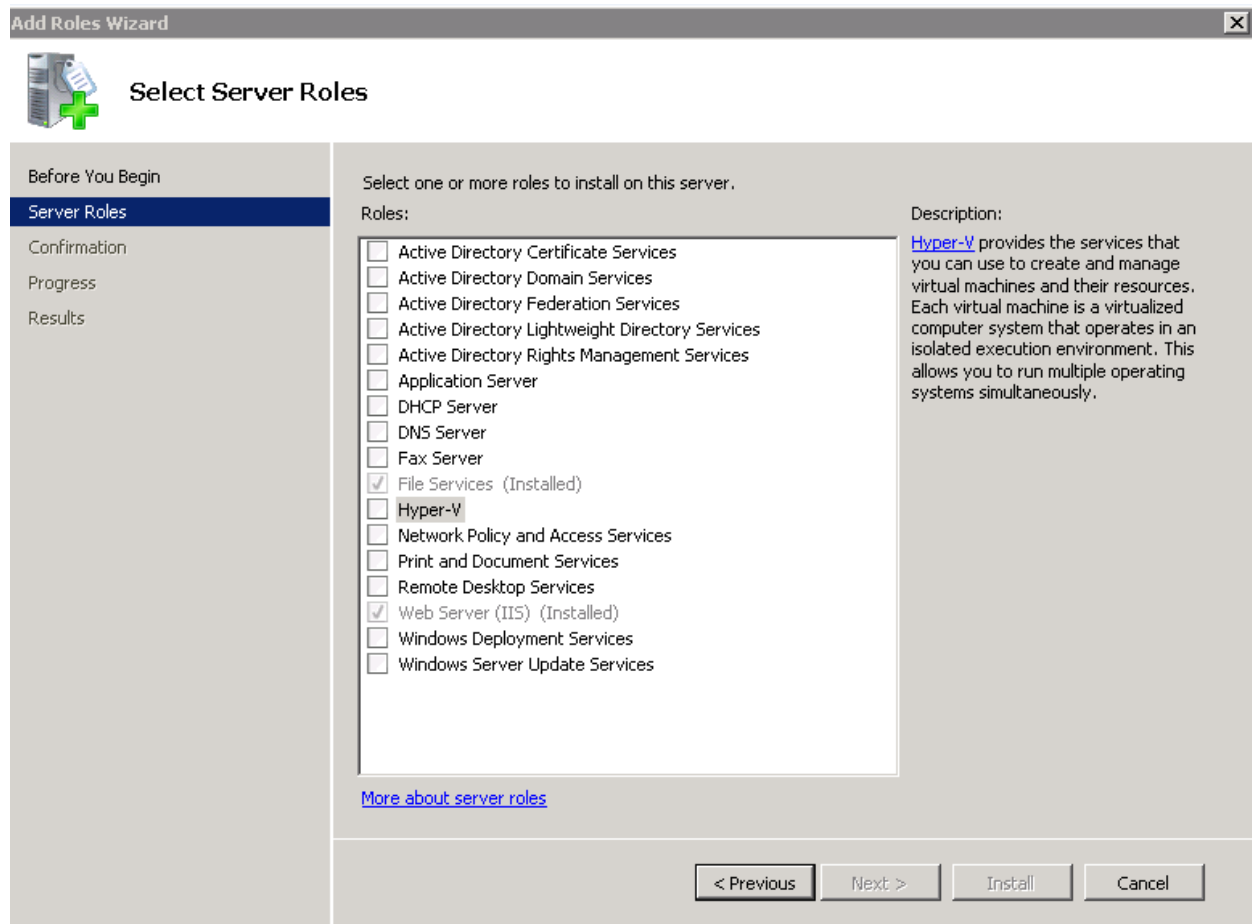 Add Roles Wizard
Select Server Roles
Before You Begin
Server Roles
Confirmation
Progress
Results
Select one or more roles to install on this server.
Roles:
Active Directory Certificate Services
Active Directory Domain Services
Active Directory Federation Services
Active Directory Lightweight Directory Services
Active Directory Rights Management Services
Application Server
DHCP Server
DNS Server
Fax Server
File Services (Installed)
Hyper-V
Network Policy and Access Services
Print and Document Services
Remote Desktop Services
Web Server (IIS) (Installed)
Windows Deployment Services
Windows Server Update Services
More about server roles
Description:
Hyper-V provides the services that
you can use to create and manage
virtual machines and their resources.
Each virtual machine is a virtualized
computer system that operates in an
isolated execution environment. This
allows you to run multiple operating
systems simultaneously.
< Previous
Next >
Install
Cancel